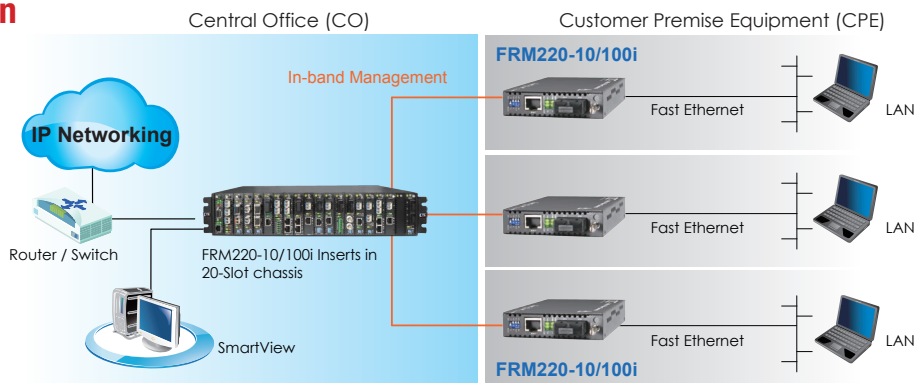 n
Central Office (CO)
Customer Premise Equipment (CPE)
In-band Management
FRM220-10/100i
Fast Ethernet
LAN
IP Networking
Fast Ethernet
LAN
Router / Switch
FRM220-10/100i Inserts in
20-Slot chassis
SmartView
Fast Ethernet
LAN
FRM220-10/100i